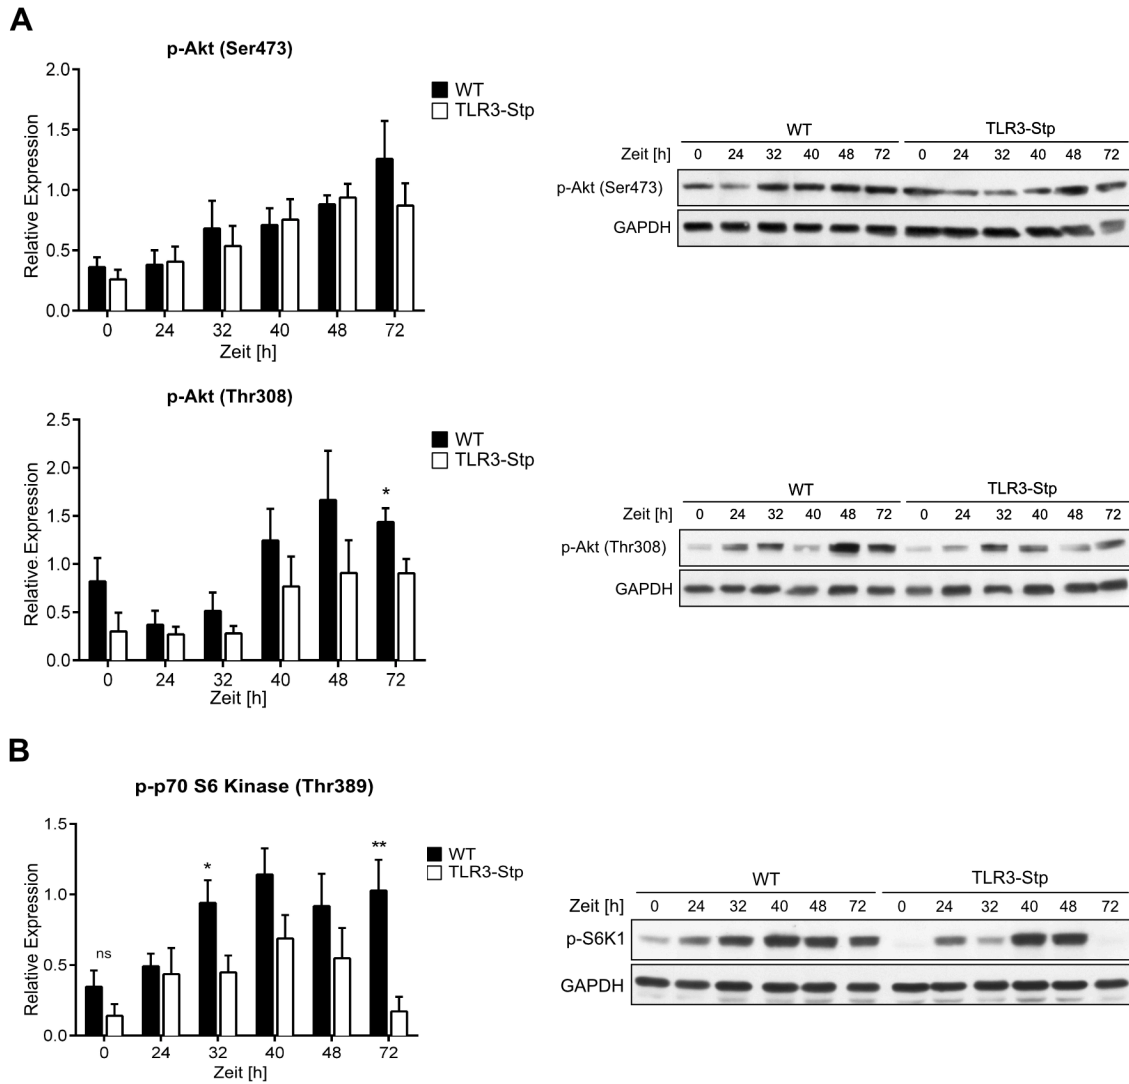 A
p-Akt (Ser473)
2.0
1.5
1.0
0.5
0.0
Relative Expression
0 24 32 40 48 72
Zeit [h]
WT
TLR3-Stp
WT TLR3-Stp
Zeit [h] 0 24 32 40 48 72 0 24 32 40 48 72
p-Akt (Ser473)
GAPDH
p-Akt (Thr308)
2.5
2.0
1.5
1.0
0.5
0.0
Relative. Expression
*
0 24 32 40 48 72
Zeit [h]
WT
TLR3-Stp
WT TLR3-Stp
Zeit [h] 0 24 32 40 48 72 0 24 32 40 48 72
p-Akt (Thr308)
GAPDH
B
p-p70 S6 Kinase (Thr389)
1.5
1.0
0.5
0.0
Relative Expression
ns * **
0 24 32 40 48 72
Zeit [h]
WT
TLR3-Stp
WT TLR3-Stp
Zeit [h] 0 24 32 40 48 72 0 24 32 40 48 72
p-S6K1
GAPDH